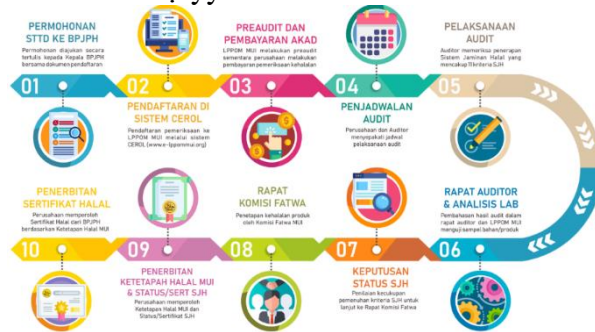 PERMOHONAN
STTD KE BPJPH
Permohonan diajukan secara
tertulis kepada Kepala BPJPH
bersama dokumen pendaftaran
01
02
PENDAFTARAN DI
SISTEM CEROL
Pendaftaran pemeriksaan ke
LPPOM MUI melalui sistem
CEROL (www.e-lppommui.org)
PREAUDIT DAN
PEMBAYARAN AKAD
LPPOM MUI melakukan preaudit
sementara perusahaan melakukan
pembayaran pemeriksaan kehalalan
03
04
PENJADWALAN
AUDIT
Perusahaan dan Auditor
menyepakati jadwal
pelaksanaan audit
PELAKSANAAN
AUDIT
Auditor memeriksa penerapan
Sistem Jaminan Halal yang
mencakup 11 kriteria SJH
05
RAPAT AUDITOR
& ANALISIS LAB
Pembahasan hasil audit dalam
rapat auditor dan LPPOM MUI
menguji sampel bahan/produk
06
07
KEPUTUSAN
STATUS SJH
Penilaian kecukupan
pemenuhan kriteria SJH untuk
lanjut ke Rapat Komisi Fatwa
RAPAT
KOMISI FATWA
Penetapan kehalalan produk
oleh Komisi Fatwa MUI
08
09
PENERBITAN
KETETAPAH HALAL MUI
& STATUS/SERT SJH
Perusahaan memperoleh
Ketetapan Halal MUI dan
Status/Sertifikat SJH
PENERBITAN
SERTIFIKAT HALAL
Perusahaan memperoleh
Sertifikat Halal dari BPJPH
berdasarkan Ketetapan Halal MUI
10